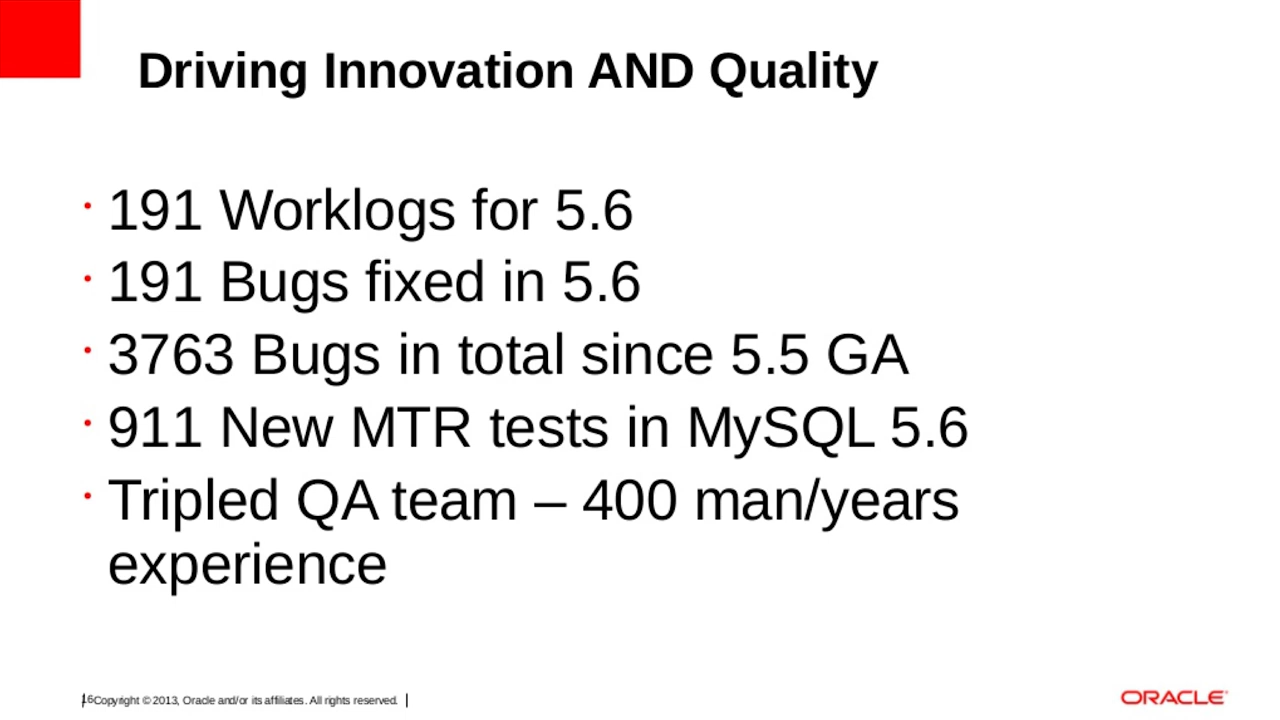 Driving Innovation AND Quality
• 191 Worklogs for 5.6
• 191 Bugs fixed in 5.6
• 3763 Bugs in total since 5.5 GA
• 911 New MTR tests in MySQL 5.6
• Tripled QA team – 400 man/years
experience
16 Copyright © 2013, Oracle and/or its affiliates. All rights reserved.
ORACLE®